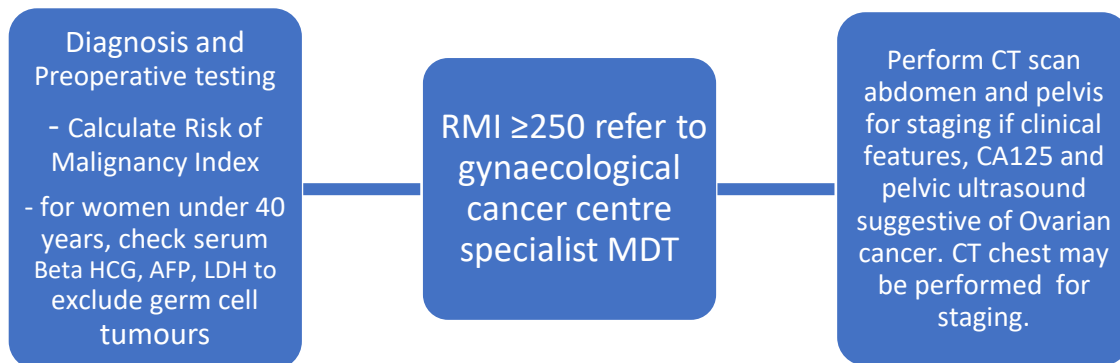 Diagnosis and
Preoperative testing
- Calculate Risk of
Malignancy Index
- for women under 40
years, check serum
Beta HCG, AFP, LDH to
exclude germ cell
tumours
RMI ≥250 refer to
gynaecological
cancer centre
specialist MDT
Perform CT scan
abdomen and pelvis
for staging if clinical
features, CA125 and
pelvic ultrasound
suggestive of Ovarian
cancer. CT chest may
be performed for
staging.